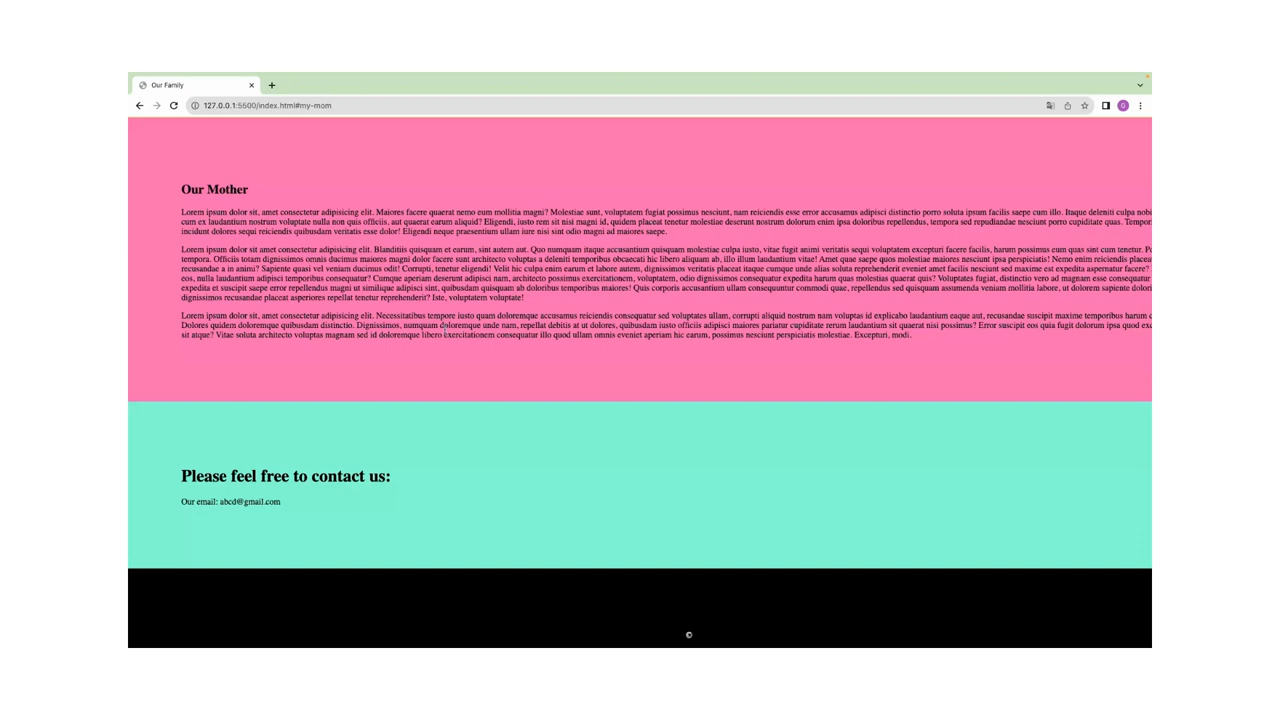 Our Family
127.0.0.1:5500/index.html#my-mom
Our Mother
Lorem ipsum dolor sit, amet consectetur adipisicing elit. Maiores facere quaerat nemo eum mollitia magni? Molestiae sunt, voluptatem fugiat possimus nesciunt, nam reiciendis esse error accusamus adipisci distinctio porro soluta ipsum facilis saepe cum illo. Itaque deleniti culpa
cum ex laudantium nostrum voluptate nulla non quis officiis, aut quaerat earum aliquid? Eligendi, iusto rem sit nisi magni id, quidem placeat tenetur molestiae deserunt nostrum dolorum enim ipsa doloribus repellendus, tempora sed repudiandae nesciunt porro cupiditate quas.
incidunt dolores sequi reiciendis quibusdam veritatis esse dolor! Eligendi neque praesentium ullam iure nisi sint odio magni ad maiores saepe.
Lorem ipsum dolor sit amet consectetur adipisicing elit. Blanditiis quisquam et earum, sint autem aut. Quo numquam itaque accusantium quisquam molestiae culpa iusto, vitae fugit animi veritatis sequi voluptatem excepturi facere facilis, harum possimus eum quas sint cum tenetur.
tempora. Officiis totam dignissimos omnis ducimus maiores magni dolor facere sunt architecto voluptas a deleniti temporibus obcaecati hic libero aliquam ab, illo illum laudantium vitae! Amet quae saepe quos molestiae maiores nesciunt ipsa perspiciatis! Nemo enim reiciendis
recusandae a in animi? Sapiente quasi vel veniam ducimus odit! Corrupti, tenetur eligendi! Velit hic culpa enim earum et labore autem, dignissimos veritatis placeat itaque cumque unde alias soluta reprehenderit eveniet amet facilis nesciunt sed maxime est expedita aspernatur facere?
eos, nulla laudantium adipisci temporibus consequatur? Cumque aperiam deserunt adipisci nam, architecto possimus exercitationem, voluptatem, odio dignissimos consequatur expedita harum quas molestias quaerat quis? Voluptates fugiat, distinctio vero ad magnam esse
expedita et suscipit saepe error repellendus magni ut similique adipisci sint, quibusdam quisquam ab doloribus temporibus maiores! Quis corporis accusantium ullam consequuntur commodi quae, repellendus sed quisquam assumenda veniam mollitia labore, ut dolorem sapiente
dignissimos recusandae placeat asperiores repellat tenetur reprehenderit? Iste, voluptatem voluptate!
Lorem ipsum dolor sit, amet consectetur adipisicing elit. Necessitatibus tempore iusto quam doloremque accusamus reiciendis consequatur sed voluptates ullam, corrupti aliquid nostrum nam voluptas id explicabo laudantium eaque aut, recusandae suscipit maxime temporibus harum
Dolores quidem doloremque quibusdam distinctio. Dignissimos, numquam doloremque unde nam, repellat debitis at ut dolores, quibusdam iusto officiis adipisci maiores pariatur cupiditate rerum laudantium sit quaerat nisi possimus? Error suscipit eos quia fugit dolorum ipsa quod
sit atque? Vitae soluta architecto voluptas magnam sed id doloremque libero exercitationem consequatur illo quod ullam omnis eveniet aperiam hic earum, possimus nesciunt perspiciatis molestiae. Excepturi, modi.
Please feel free to contact us:
Our email: abcd@gmail.com
©